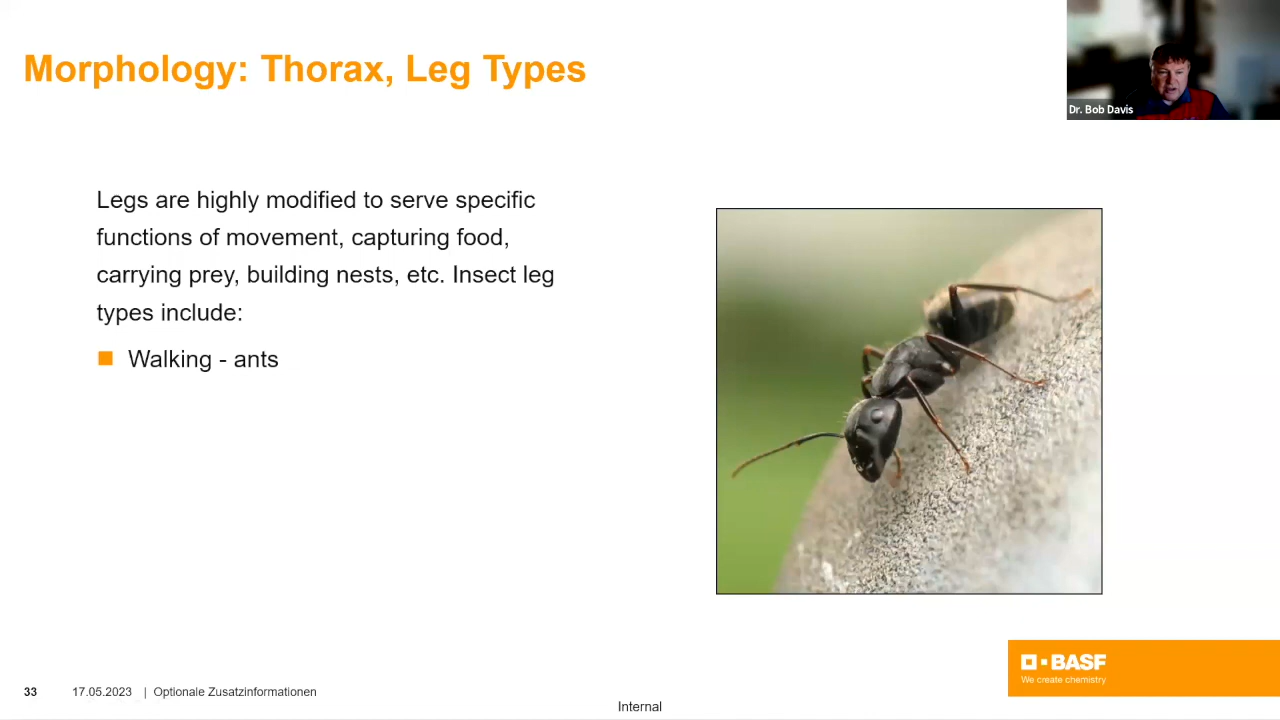 Morphology: Thorax, Leg Types
Dr. Bob Davis
Legs are highly modified to serve specific
functions of movement, capturing food,
carrying prey, building nests, etc. Insect leg
types include:
Walking - ants
BASF
We create chemistry
33 17.05.2023 | Optionale Zusatzinformationen
Internal